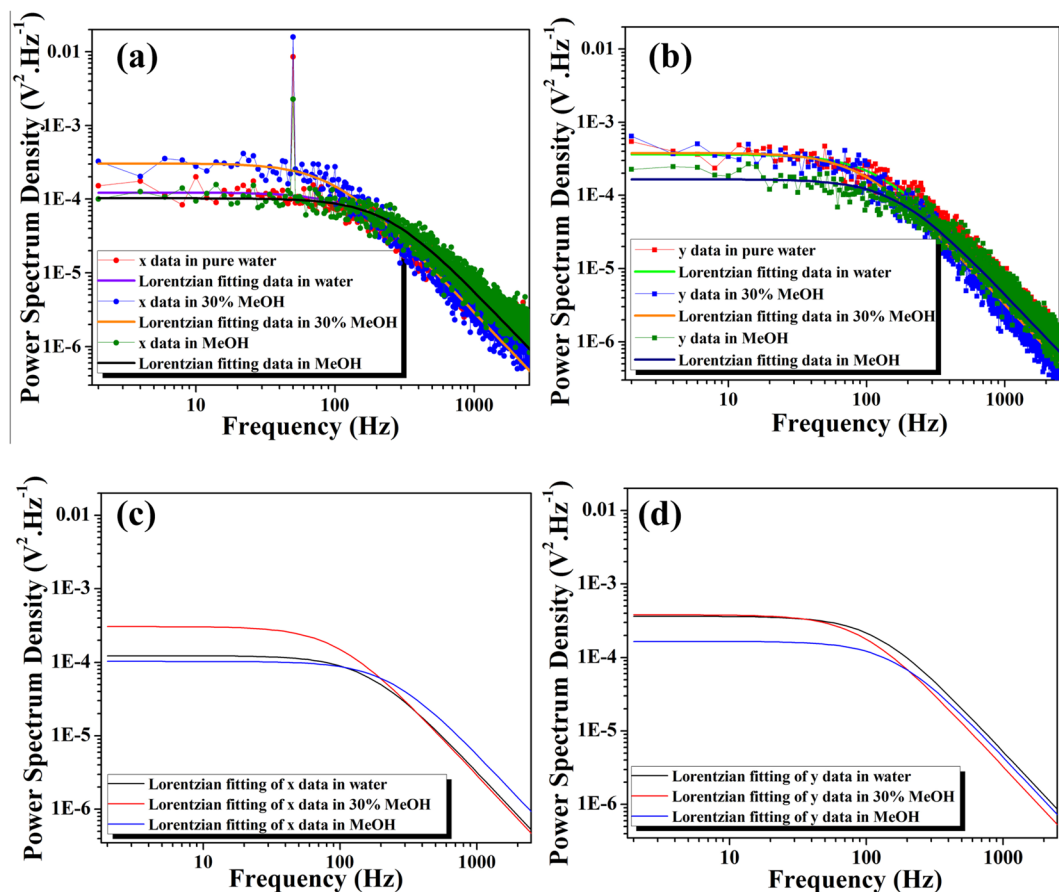 (a)
Power Spectrum Density (V².Hz⁻¹)
0.01
1E-3
1E-4
1E-5
1E-6
x data in pure water
Lorentzian fitting data in water
x data in 30% MeOH
Lorentzian fitting data in 30% MeOH
x data in MeOH
Lorentzian fitting data in MeOH
10
100
1000
Frequency (Hz)
(b)
Power Spectrum Density (V².Hz⁻¹)
0.01
1E-3
1E-4
1E-5
1E-6
y data in pure water
Lorentzian fitting data in water
y data in 30% MeOH
Lorentzian fitting data in 30% MeOH
y data in MeOH
Lorentzian fitting data in MeOH
10
100
1000
Frequency (Hz)
(c)
Power Spectrum Density (V².Hz⁻¹)
0.01
1E-3
1E-4
1E-5
1E-6
Lorentzian fitting of x data in water
Lorentzian fitting of x data in 30% MeOH
Lorentzian fitting of x data in MeOH
10
100
1000
Frequency (Hz)
(d)
Power Spectrum Density (V².Hz⁻¹)
0.01
1E-3
1E-4
1E-5
1E-6
Lorentzian fitting of y data in water
Lorentzian fitting of y data in 30% MeOH
Lorentzian fitting of y data in MeOH
10
100
1000
Frequency (Hz)